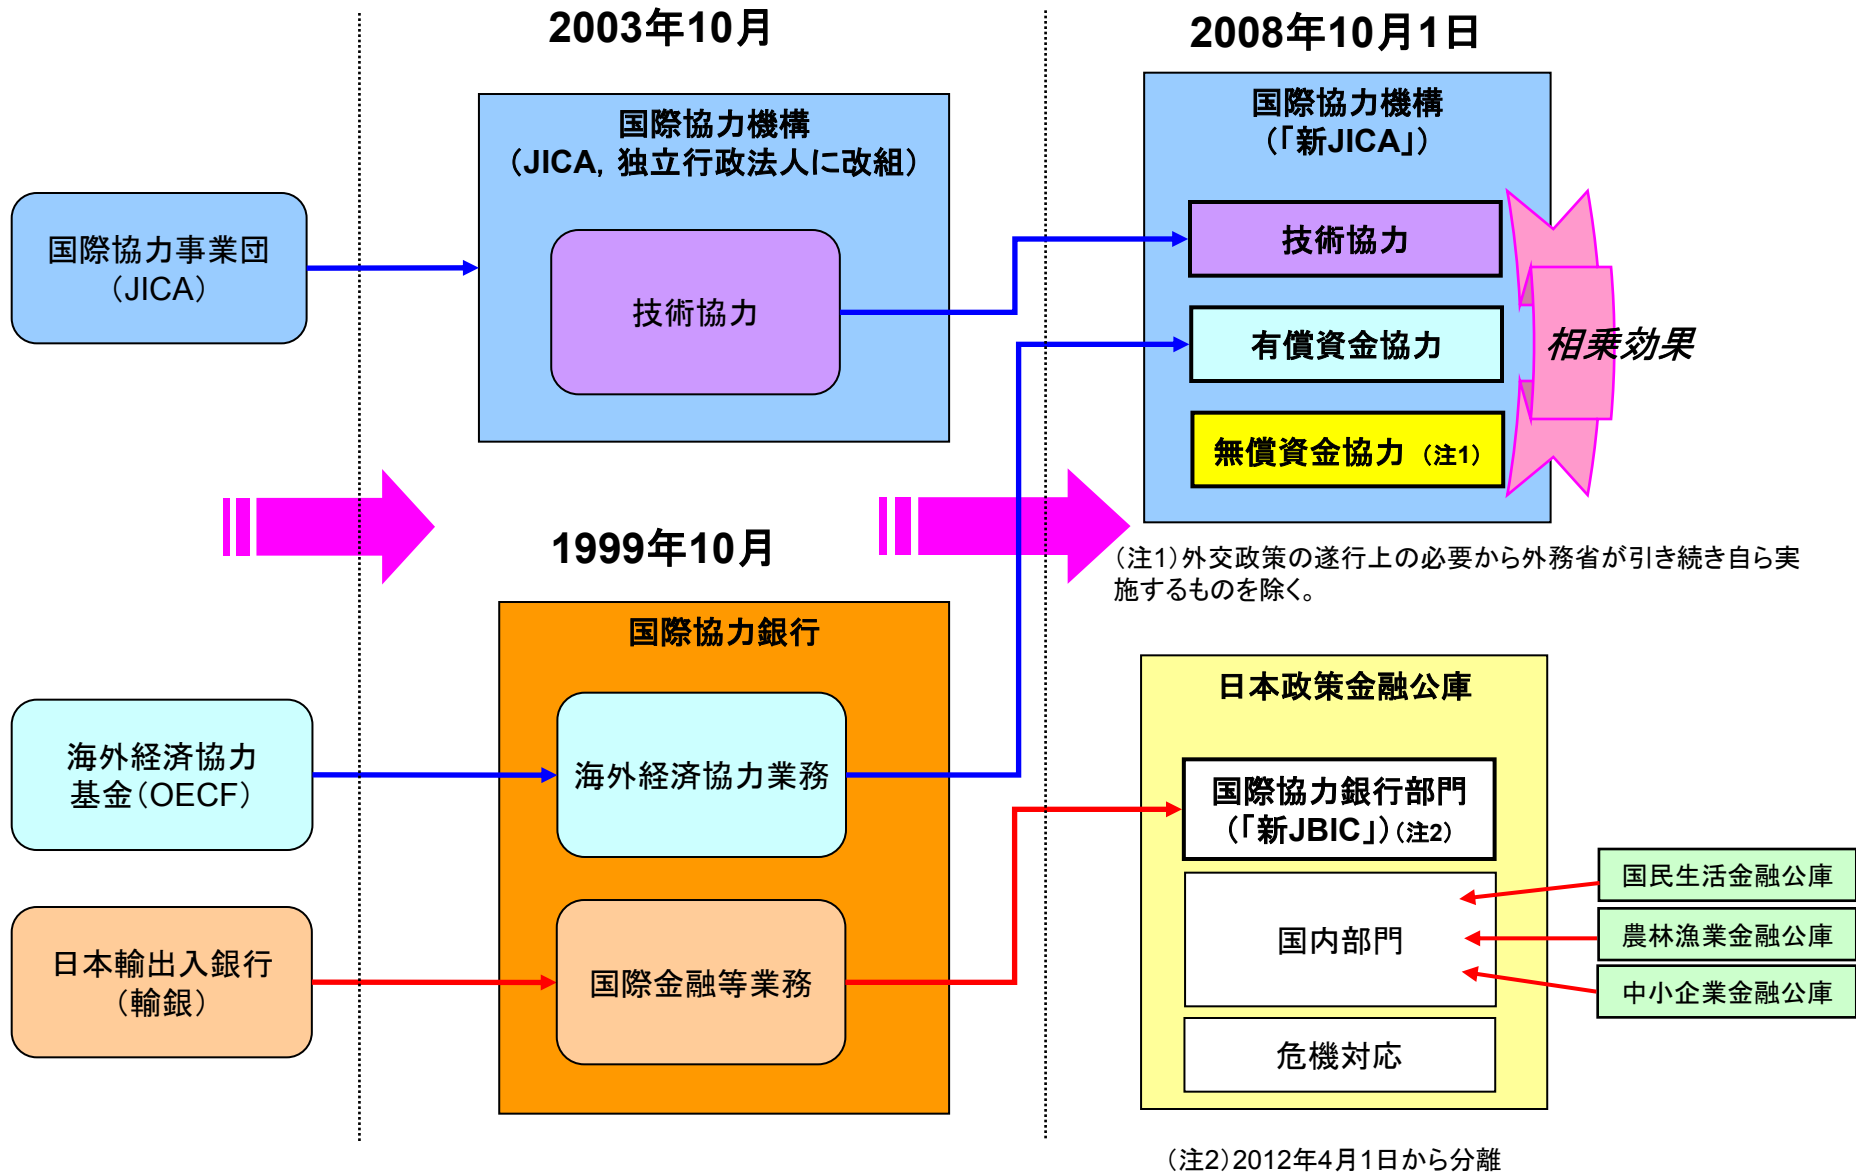 2003年10月
2008年10月1日
国際協力事業団
（JICA）
国際協力機構
（JICA，独立行政法人に改組）
技術協力
国際協力機構
（「新JICA」）
技術協力
有償資金協力
無償資金協力（注1）
相乗効果
（注1）外交政策の遂行上の必要から外務省が引き続き自ら実
施するものを除く。
1999年10月
海外経済協力
基金（OECF）
日本輸出入銀行
（輸銀）
国際協力銀行
海外経済協力業務
国際金融等業務
日本政策金融公庫
国際協力銀行部門
（「新JBIC」）（注2）
国内部門
危機対応
国民生活金融公庫
農林漁業金融公庫
中小企業金融公庫
（注2）2012年4月1日から分離